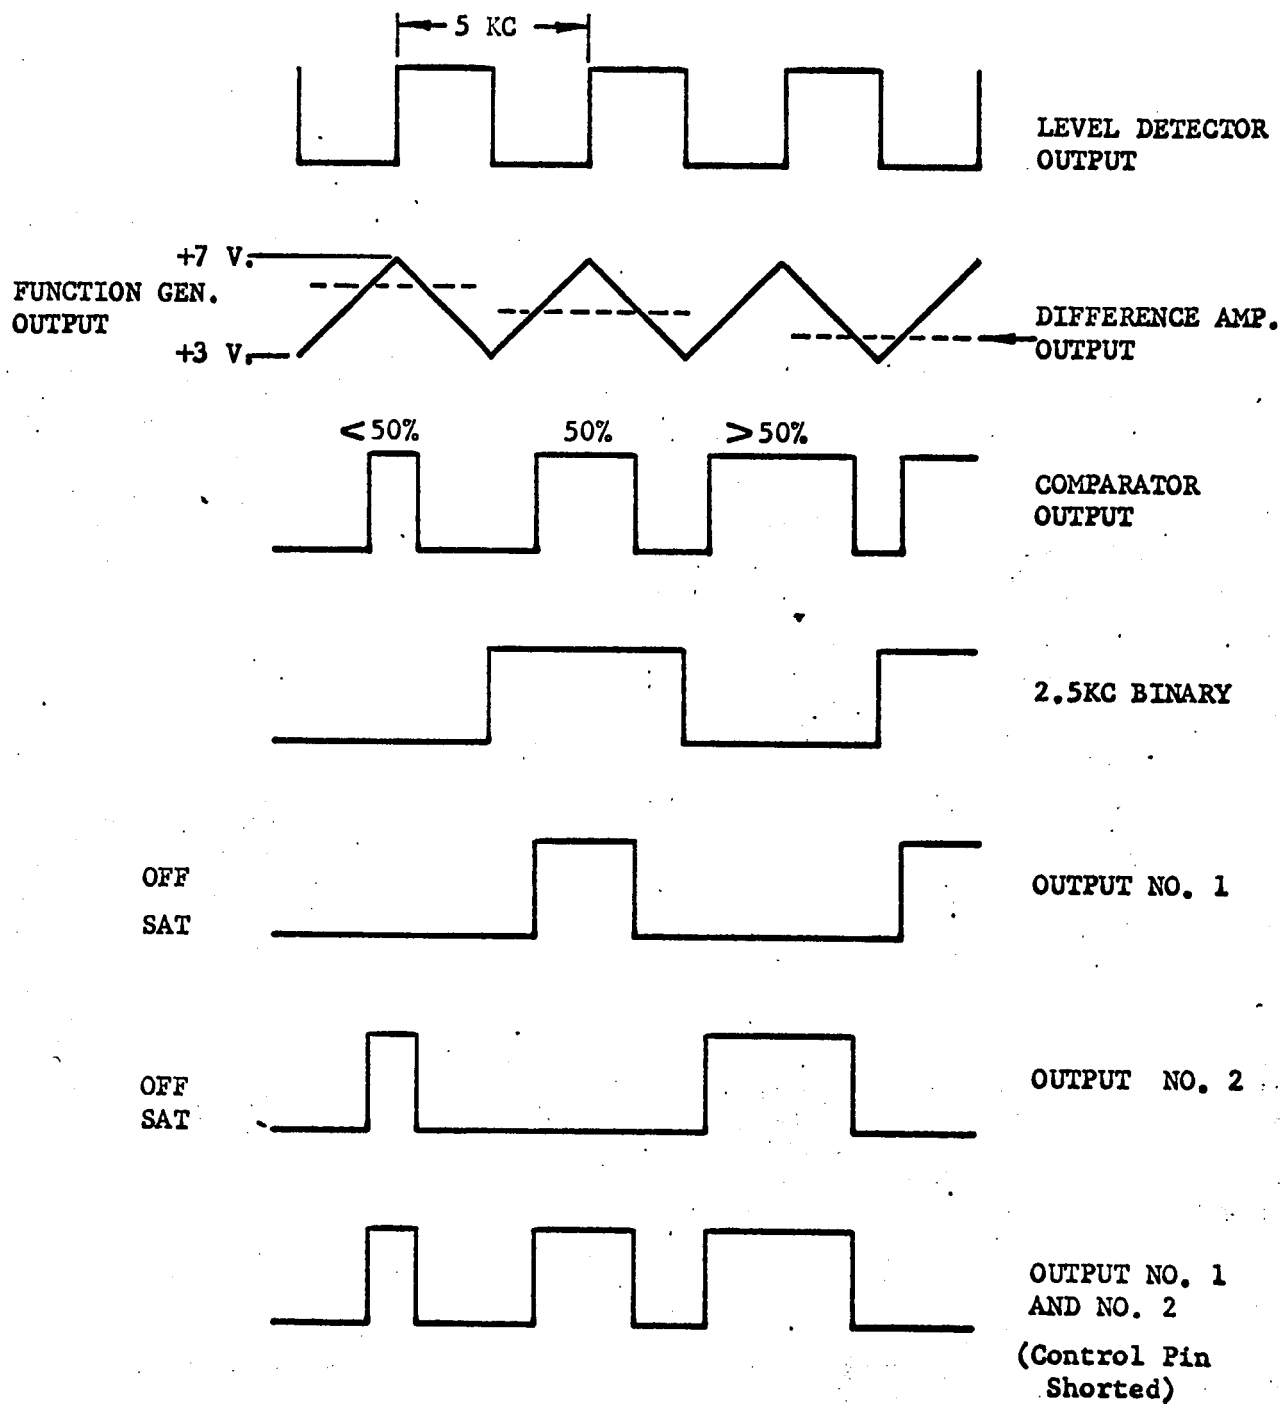 5 KC
LEVEL DETECTOR
OUTPUT
+7 V.
FUNCTION GEN.
OUTPUT
+3 V.
DIFFERENCE AMP.
OUTPUT
<50%
50%
>50%
COMPARATOR
OUTPUT
2.5KC BINARY
OFF
SAT
OUTPUT NO. 1
OFF
SAT
OUTPUT NO. 2
OUTPUT NO. 1
AND NO. 2
(Control Pin
Shorted)